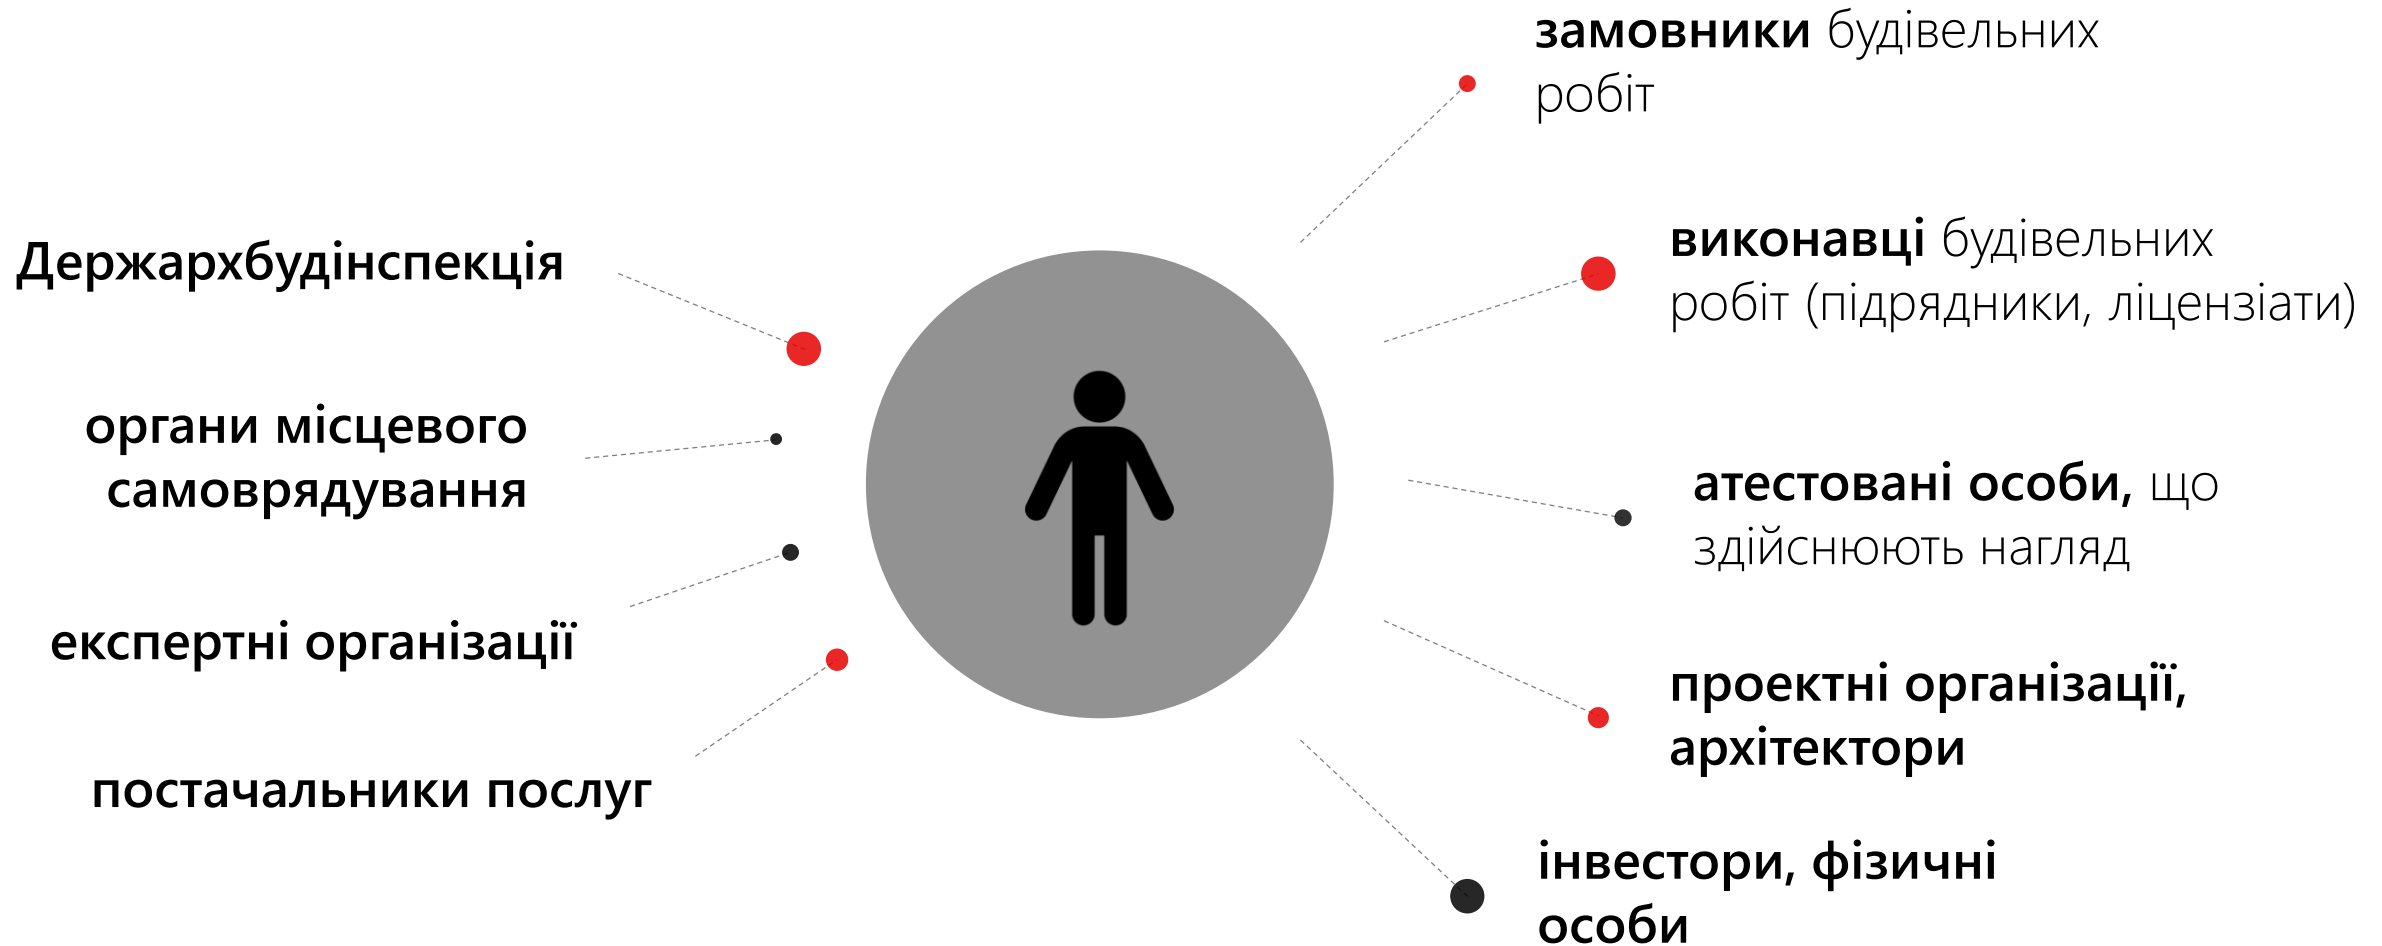 Держархбудінспекція
органи місцевого
самоврядування
експертні організації
постачальники послуг
замовники будівельних
робіт
виконавці будівельних
робіт (підрядники, ліцензіати)
атестовані особи, що
здійснюють нагляд
проектні організації,
архітектори
інвестори, фізичні
особи